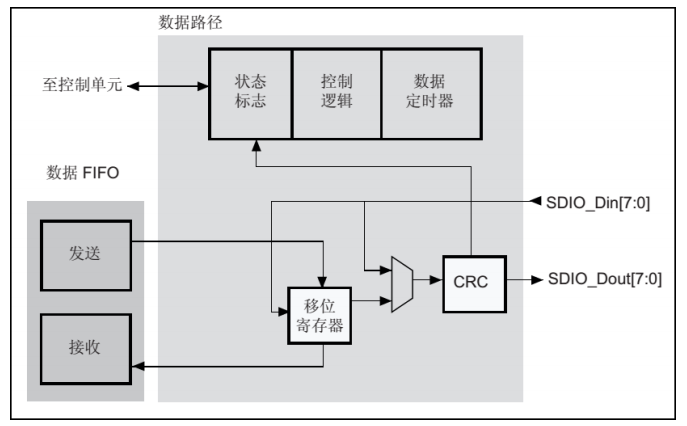 数据路径
至控制单元
状态
标志
控制
逻辑
数据
定时器
数据 FIFO
SDIO_Din[7:0]
发送
CRC
SDIO_Dout[7:0]
移位
寄存器
接收